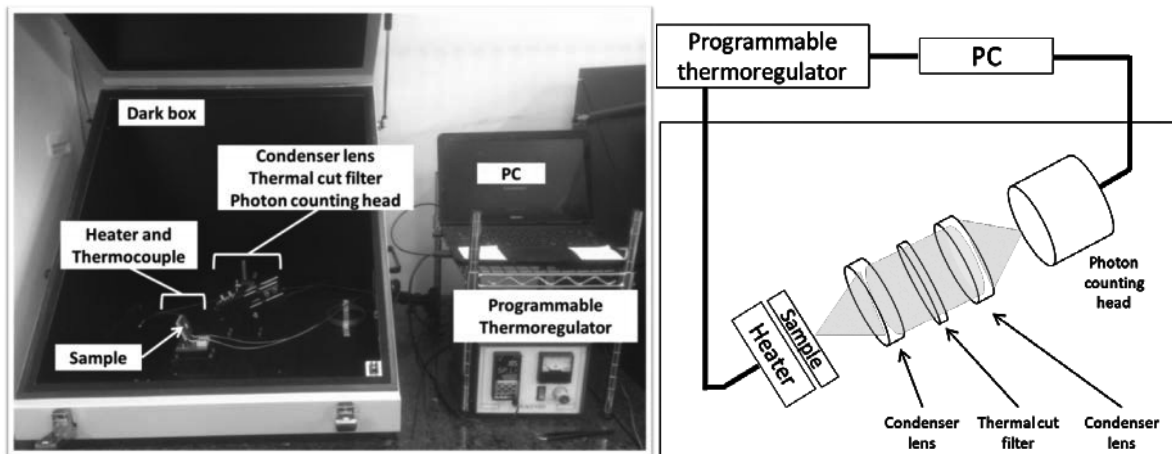 Dark box
Condenser lens
Thermal cut filter
Photon counting head
Heater and
Thermocouple
Sample
PC
Programmable
Thermoregulator
Programmable
thermoregulator
PC
Photon
counting
head
Sample
Heater
Condenser
lens
Thermal cut
filter
Condenser
lens